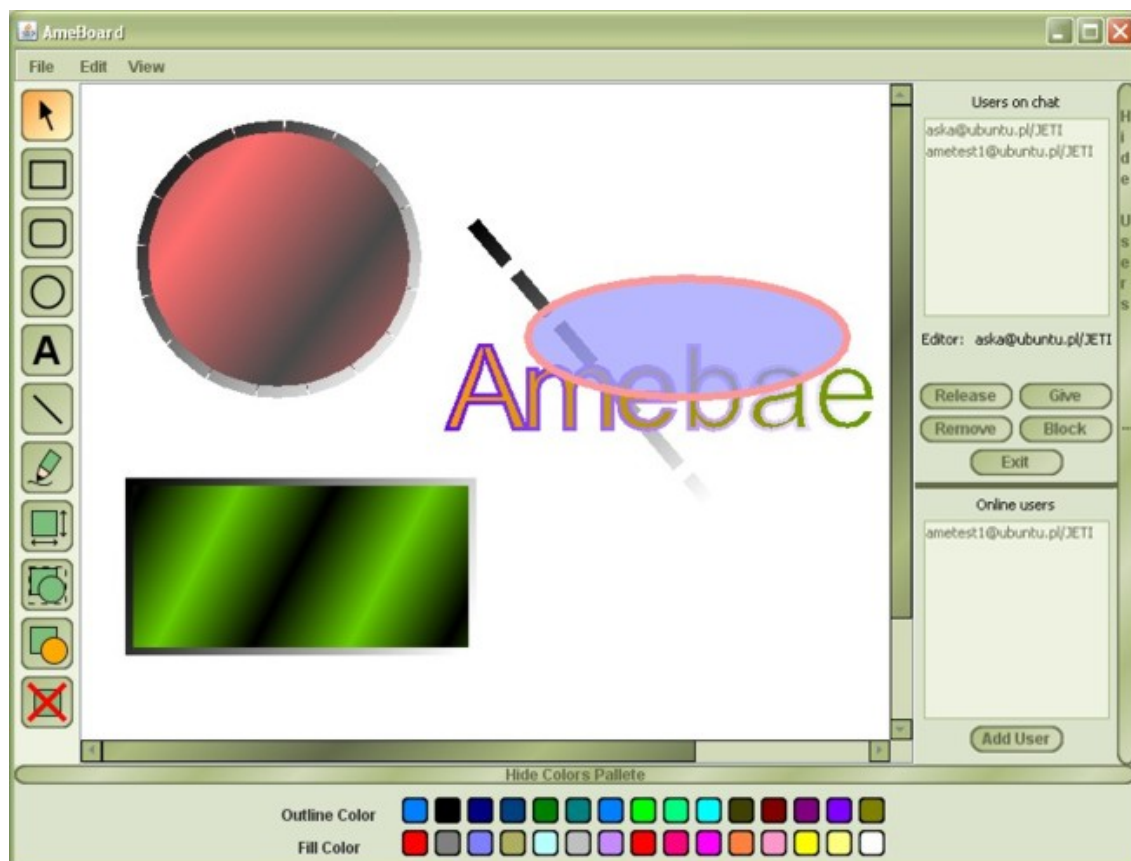 AmeBoard
File Edit View
A
Amebae
Users on chat
aska@ubuntu.pl/JETI
ametest1@ubuntu.pl/JETI
Editor: aska@ubuntu.pl/JETI
Release Give
Remove Block
Exit
Online users
ametest1@ubuntu.pl/JETI
Add User
Hide Users
Hide Colors Pallete
Outline Color
Fill Color